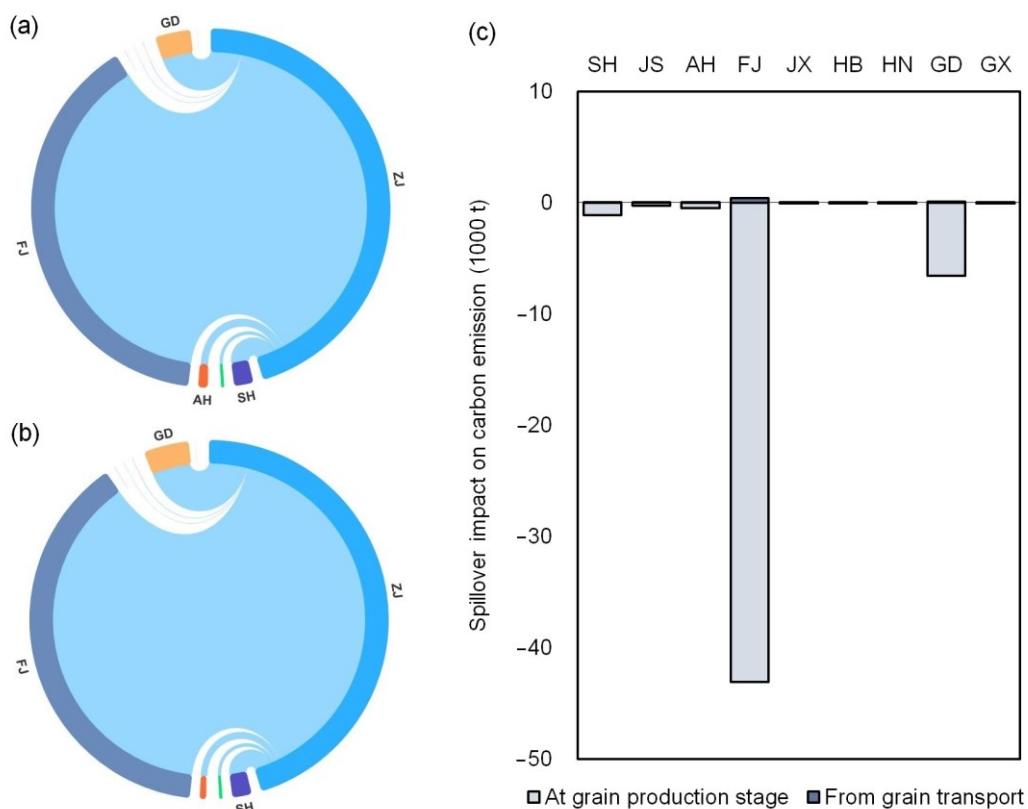 (a)
GD
ZJ
FJ
AH
SH
(b)
GD
ZJ
FJ
SH
(c)
SH JS AH FJ JX HB HN GD GX
Spillover impact on carbon emission (1000 t)
10
0
−10
−20
−30
−40
−50
At grain production stage From grain transport